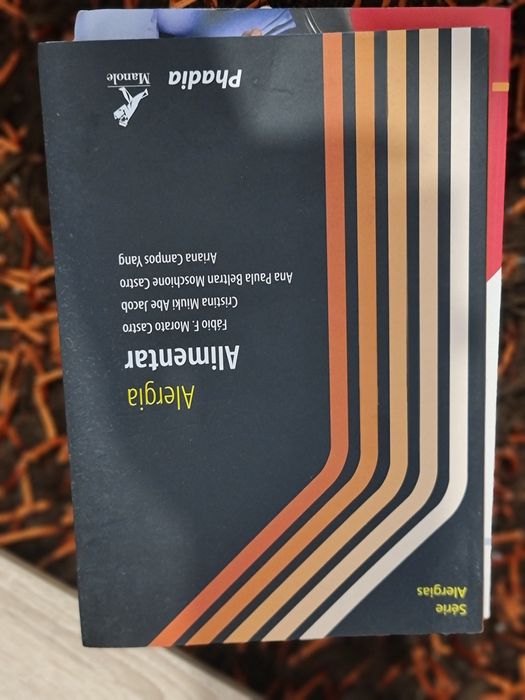 Série
Alergias
Alergia
Alimentar
Fábio F. Morato Castro
Cristina Miuki Abe Jacob
Ana Paula Beltran Moschione Castro
Ariana Campos Yang
Phadia
Manole